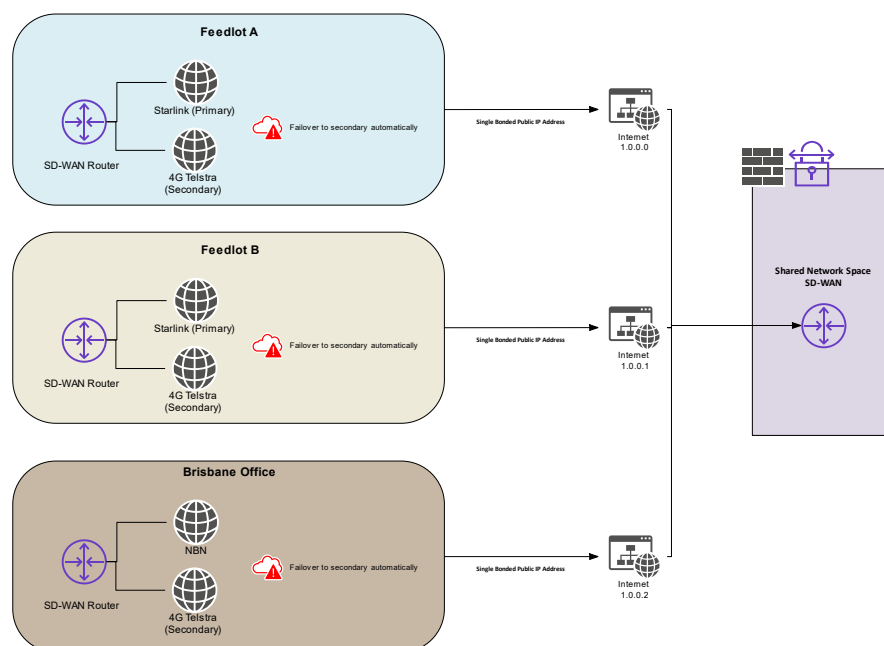 Feedlot A
Starlink (Primary)
Failover to secondary automatically
SD-WAN Router
4G Telstra
(Secondary)
Single Bonded Public IP Address
Internet
1.0.0.0
Feedlot B
Starlink (Primary)
Failover to secondary automatically
SD-WAN Router
4G Telstra
(Secondary)
Single Bonded Public IP Address
Internet
1.0.0.1
Shared Network Space
SD-WAN
Brisbane Office
NBN
Failover to secondary automatically
SD-WAN Router
4G Telstra
(Secondary)
Single Bonded Public IP Address
Internet
1.0.0.2